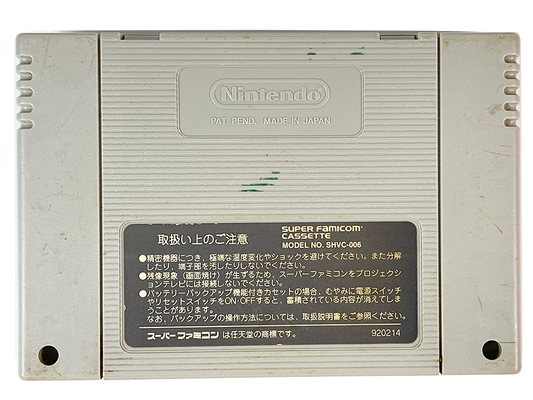 Nintendo
PAT. PEND. MADE IN JAPAN
取扱い上のご注意
SUPER FAMICOM
CASSETTE
MODEL NO. SHVC-006
●精密機器につき、極端な温度変化やショックを避けてください。また分解
したり、端子部を汚したりしないでください。
●残像現象（画面焼け）が生ずるため、スーパーファミコンをプロジェクシ
ョンテレビには接続しないでください。
●バッテリーバックアップ機能付きカセットの場合、むやみに電源スイッチ
やリセットスイッチをON·OFFすると、蓄積されている内容が消えてしま
うことがあります。
なお、バックアップの操作方法については、取扱説明書をご参照ください。
スーパーファミコン は任天堂の商標です。
920214